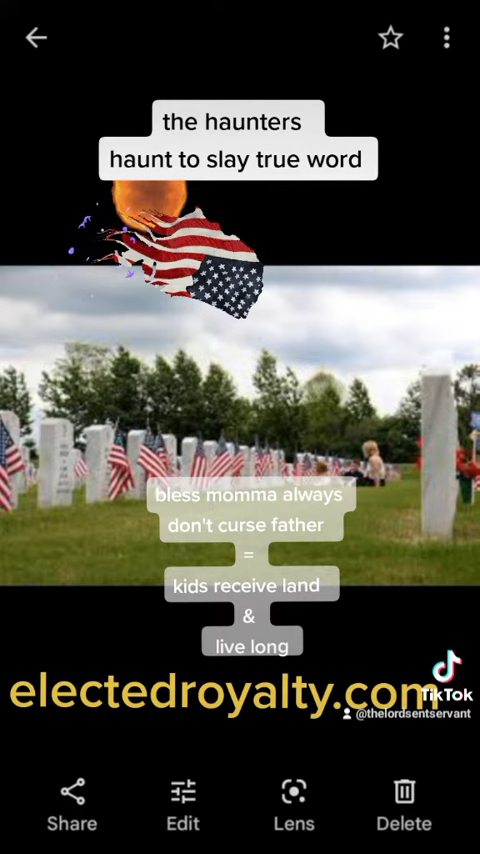 the haunters
haunt to slay true word
bless momma always
don't curse father
=
kids receive land
&
live long
electedroyalty.com
TikTok
@thelordsentservant
Share
Edit
Lens
Delete